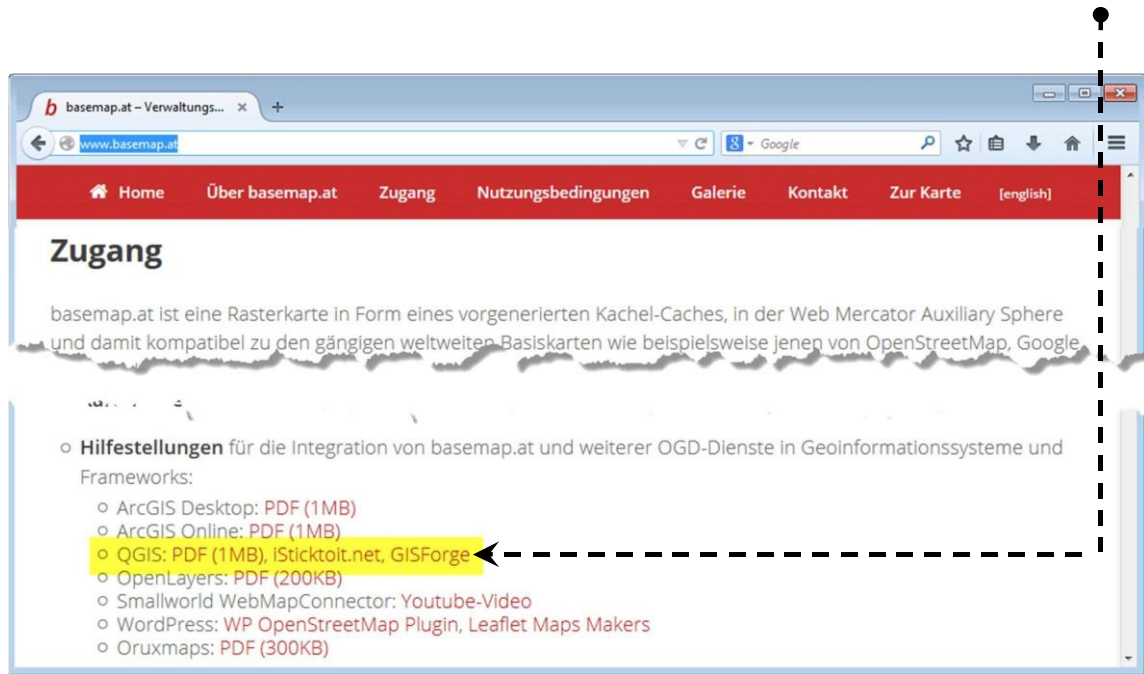 basemap.at – Verwaltungs... × +
www.basemap.at
8 Google
Home Über basemap.at Zugang Nutzungsbedingungen Galerie Kontakt Zur Karte [english]
Zugang
basemap.at ist eine Rasterkarte in Form eines vorgenerierten Kachel-Caches, in der Web Mercator Auxiliary Sphere
und damit kompatibel zu den gängigen weltweiten Basiskarten wie beispielsweise jenen von OpenStreetMap, Google
Hilfestellungen für die Integration von basemap.at und weiterer OGD-Dienste in Geoinformationssysteme und
Frameworks:
ArcGIS Desktop: PDF (1MB)
ArcGIS Online: PDF (1MB)
QGIS: PDF (1MB), iSticktoit.net, GISForge
OpenLayers: PDF (200KB)
Smallworld WebMapConnector: Youtube-Video
WordPress: WP OpenStreetMap Plugin, Leaflet Maps Makers
Oruxmaps: PDF (300KB)